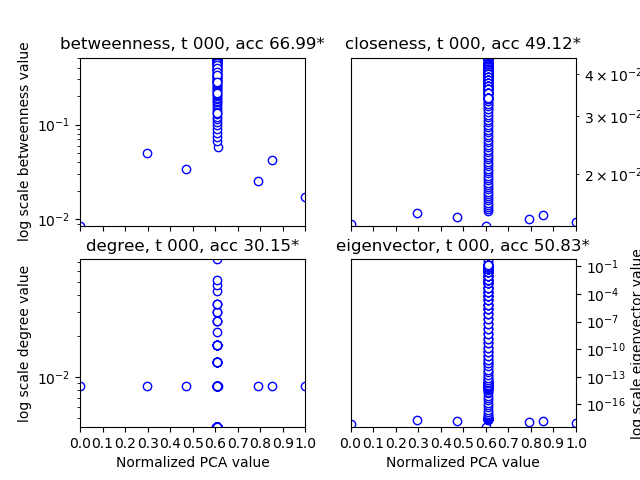 betweenness, t 000, acc 66.99*
closeness, t 000, acc 49.12*
log scale betweenness value
10⁻¹
10⁻²
4 × 10⁻²
3 × 10⁻²
2 × 10⁻²
degree, t 000, acc 30.15*
eigenvector, t 000, acc 50.83*
log scale degree value
10⁻²
10⁻¹
10⁻⁴
10⁻⁷
10⁻¹⁰
10⁻¹³
10⁻¹⁶
log scale eigenvector value
0.0 0.1 0.2 0.3 0.4 0.5 0.6 0.7 0.8 0.9 1.0
0.0 0.1 0.2 0.3 0.4 0.5 0.6 0.7 0.8 0.9 1.0
Normalized PCA value
Normalized PCA value